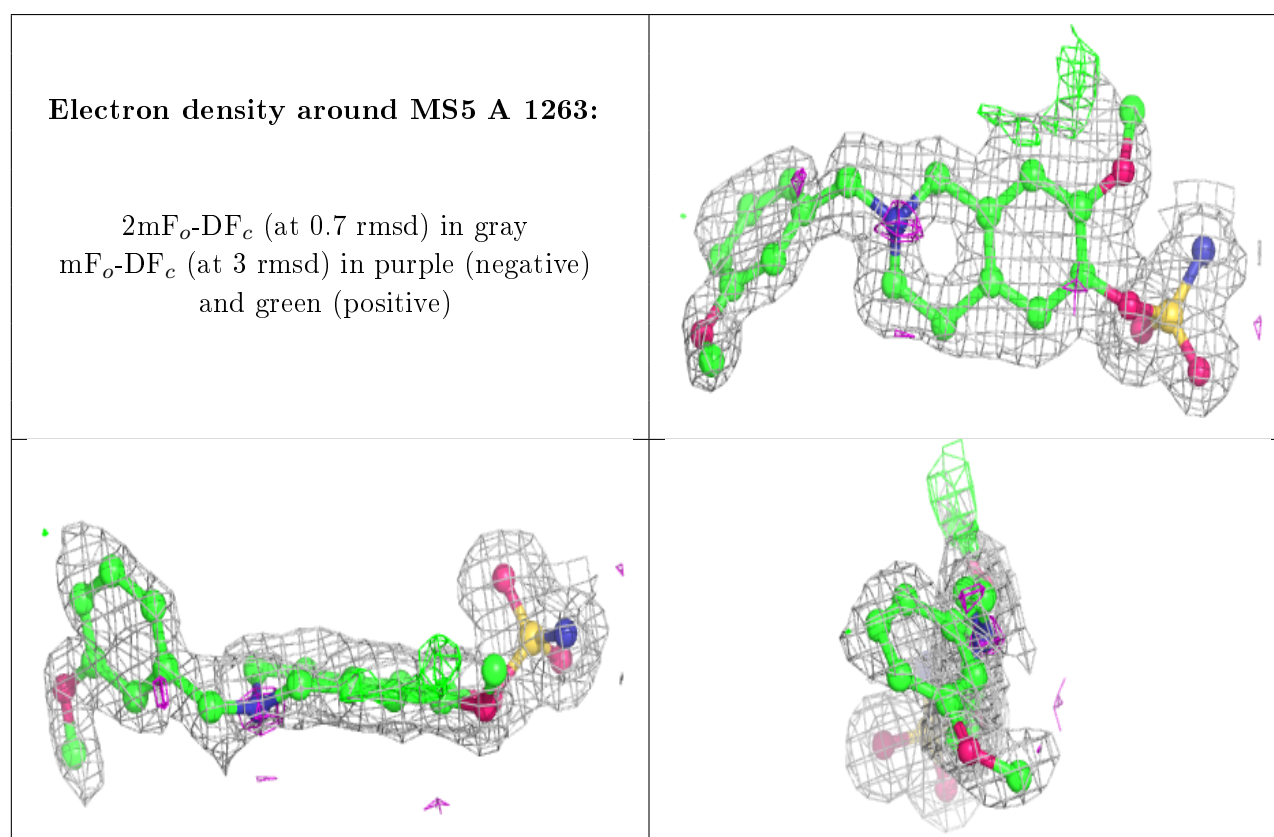 Electron density around MS5 A 1263:
2mFo-DFc (at 0.7 rmsd) in gray
mFo-DFc (at 3 rmsd) in purple (negative)
and green (positive)